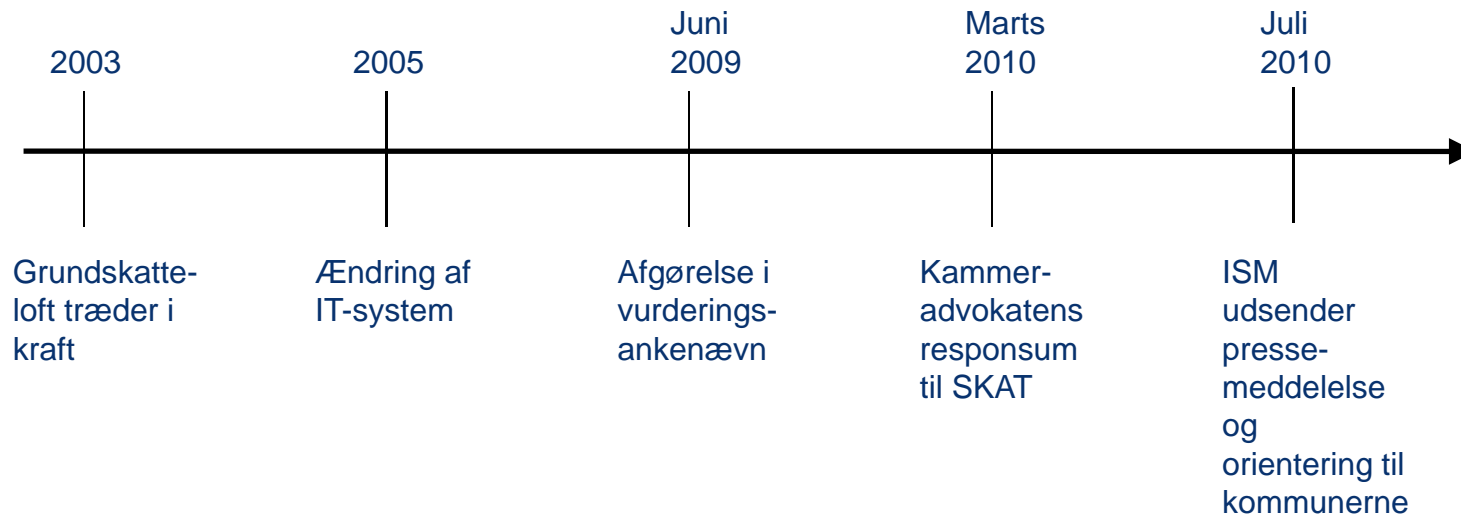 2003
2005
Juni
2009
Marts
2010
Juli
2010
Grundskatte-
loft træder i
kraft
Ændring af
IT-system
Afgørelse i
vurderings-
ankenævn
Kammer-
advokatens
responsum
til SKAT
ISM
udsender
presse-
meddelelse
og
orientering til
kommunerne